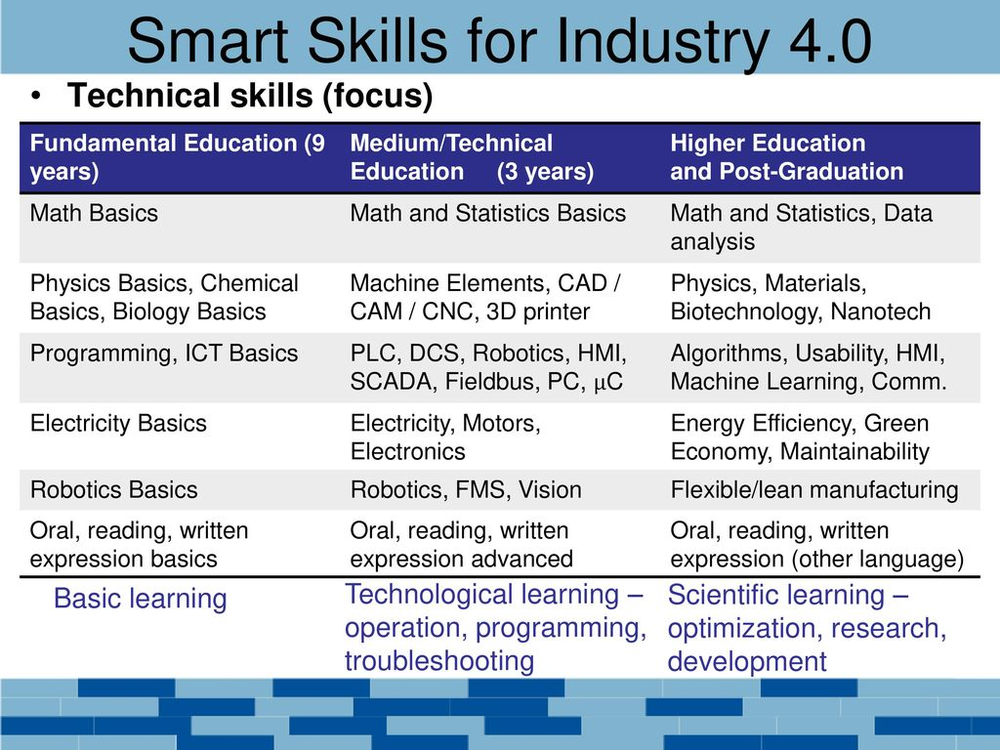 Smart Skills for Industry 4.0
• Technical skills (focus)
Fundamental Education (9
years)
Medium/Technical
Education (3 years)
Higher Education
and Post-Graduation
Math Basics
Math and Statistics Basics
Math and Statistics, Data
analysis
Physics Basics, Chemical
Basics, Biology Basics
Machine Elements, CAD /
CAM / CNC, 3D printer
Physics, Materials,
Biotechnology, Nanotech
Programming, ICT Basics
PLC, DCS, Robotics, HMI,
SCADA, Fieldbus, PC, μC
Algorithms, Usability, HMI,
Machine Learning, Comm.
Electricity Basics
Electricity, Motors,
Electronics
Energy Efficiency, Green
Economy, Maintainability
Robotics Basics
Robotics, FMS, Vision
Flexible/lean manufacturing
Oral, reading, written
expression basics
Oral, reading, written
expression advanced
Oral, reading, written
expression (other language)
Basic learning
Technological learning –
operation, programming,
troubleshooting
Scientific learning –
optimization, research,
development